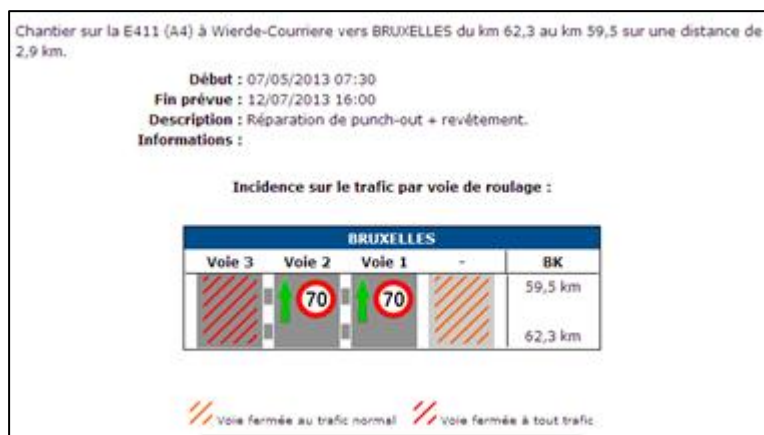 Chantier sur la E411 (A4) à Wierde-Courriere vers BRUXELLES du km 62,3 au km 59,5 sur une distance de
2,9 km.
Début : 07/05/2013 07:30
Fin prévue : 12/07/2013 16:00
Description : Réparation de punch-out + revêtement.
Informations :
Incidence sur le trafic par voie de roulage :
BRUXELLES
Voie 3 Voie 2 Voie 1 - BK
70 70 59,5 km
62,3 km
Voie fermée au trafic normal Voie fermée à tout trafic